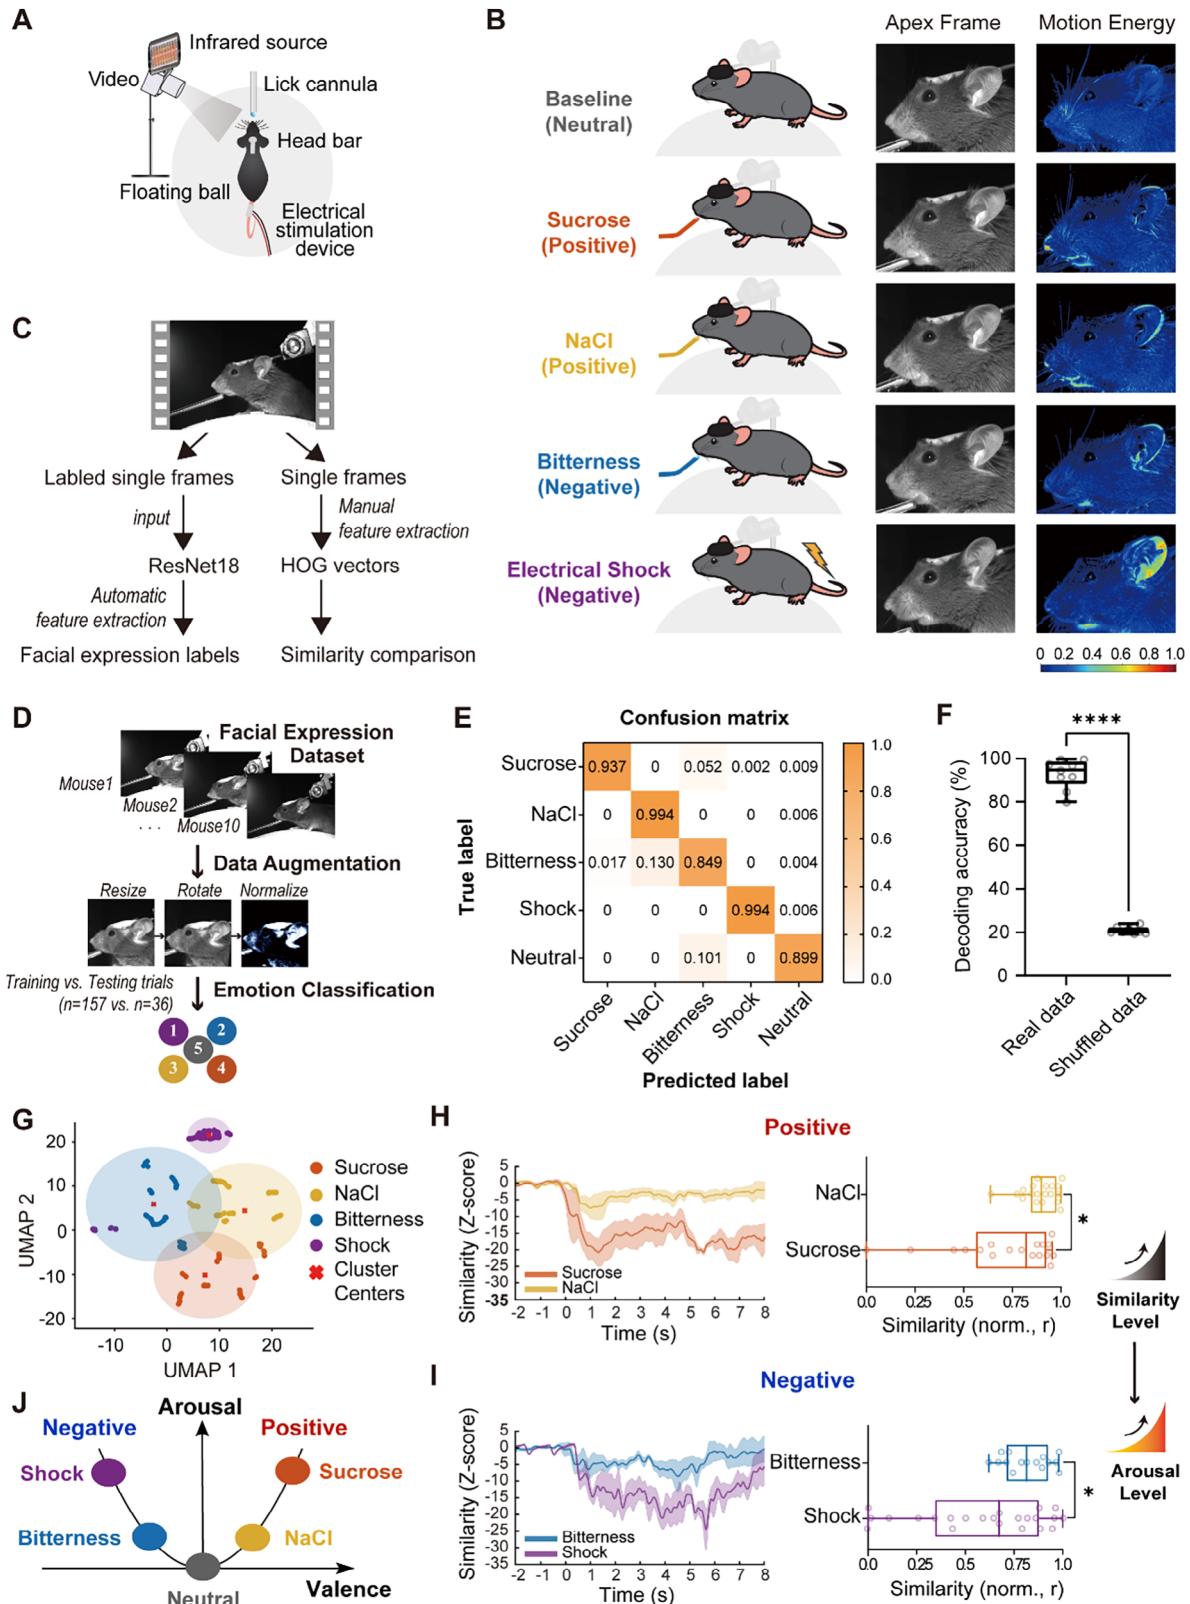 A
Infrared source
Video
Lick cannula
Head bar
Floating ball
Electrical
stimulation
device
B
Apex Frame
Motion Energy
Baseline
(Neutral)
Sucrose
(Positive)
NaCl
(Positive)
Bitterness
(Negative)
Electrical Shock
(Negative)
0 0.2 0.4 0.6 0.8 1.0
C
Labled single frames
Single frames
input
Manual
feature extraction
ResNet18
HOG vectors
Automatic
feature extraction
Facial expression labels
Similarity comparison
D
Facial Expression
Dataset
Mouse1
Mouse2
. . .
Mouse10
Data Augmentation
Resize
Rotate
Normalize
Training vs. Testing trials
(n=157 vs. n=36)
Emotion Classification
1
2
5
3
4
E
Confusion matrix
True label
Sucrose 0.937 0 0.052 0.002 0.009
NaCl 0 0.994 0 0 0.006
Bitterness 0.017 0.130 0.849 0 0.004
Shock 0 0 0 0.994 0.006
Neutral 0 0 0.101 0 0.899
Sucrose
NaCl
Bitterness
Shock
Neutral
Predicted label
1.0
0.8
0.6
0.4
0.2
0.0
F
****
Decoding accuracy (%)
100
80
60
40
20
0
Real data
Shuffled data
G
UMAP 2
20
10
0
-10
-20
-10 0 10 20
UMAP 1
Sucrose
NaCl
Bitterness
Shock
Cluster
Centers
H
Positive
Similarity (Z-score)
5
0
-5
-10
-15
-20
-25
-30
-35
Sucrose
NaCl
-2 -1 0 1 2 3 4 5 6 7 8
Time (s)
NaCl
Sucrose
*
0.0 0.25 0.5 0.75 1.0
Similarity (norm., r)
Similarity
Level
Arousal
Level
I
Negative
Similarity (Z-score)
5
0
-5
-10
-15
-20
-25
-30
-35
Bitterness
Shock
-2 -1 0 1 2 3 4 5 6 7 8
Time (s)
Bitterness
Shock
*
0.0 0.25 0.5 0.75 1.0
Similarity (norm., r)
J
Arousal
Negative
Positive
Shock
Sucrose
Bitterness
NaCl
Valence
Neutral